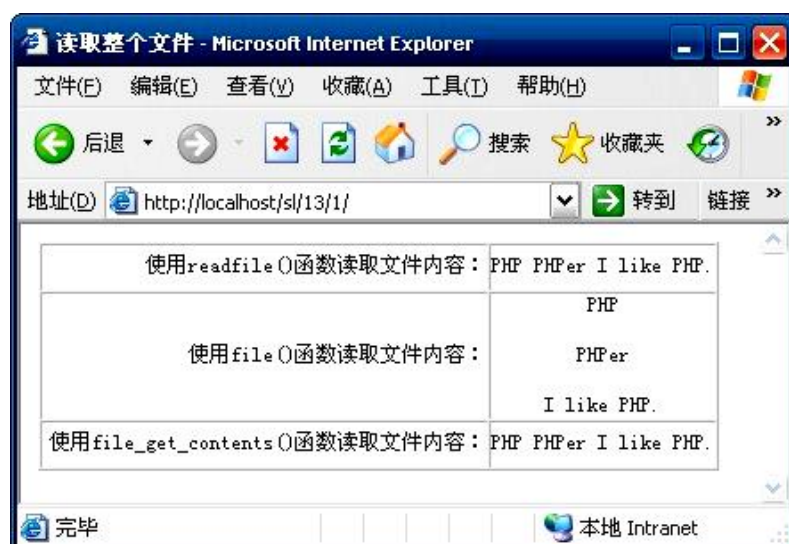 读取整个文件 - Microsoft Internet Explorer
文件(F) 编辑(E) 查看(V) 收藏(A) 工具(T) 帮助(H)
后退 搜索 收藏夹 »
地址(D) http://localhost/sl/13/1/ 转到 链接 »
使用readfile()函数读取文件内容： PHP PHPer I like PHP.
PHP
使用file()函数读取文件内容： PHPer
I like PHP.
使用file_get_contents()函数读取文件内容： PHP PHPer I like PHP.
完毕 本地 Intranet